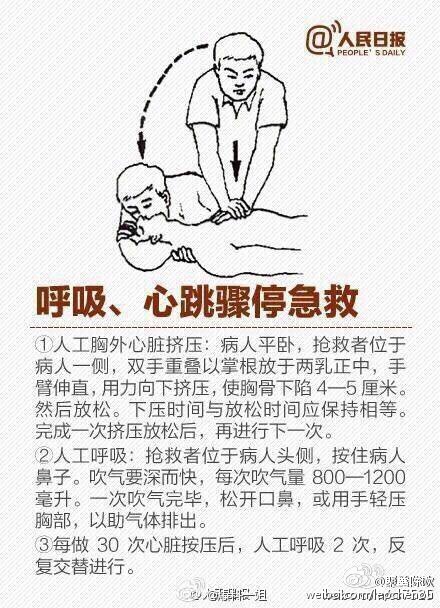 @人民日报
PEOPLE'S DAILY
呼吸、心跳骤停急救
①人工胸外心脏挤压：病人平卧，抢救者位于
病人一侧，双手重叠以掌根放于两乳正中，手
臂伸直，用力向下挤压，使胸骨下陷 4—5 厘米。
然后放松。下压时间与放松时间应保持相等。
完成一次挤压放松后，再进行下一次。
②人工呼吸：抢救者位于病人头侧，按住病人
鼻子。吹气要深而快，每次吹气量 800—1200
毫升。一次吹气完毕，松开口鼻，或用手轻压
胸部，以助气体排出。
③每做 30 次心脏按压后，人工呼吸 2 次，反
复交替进行。